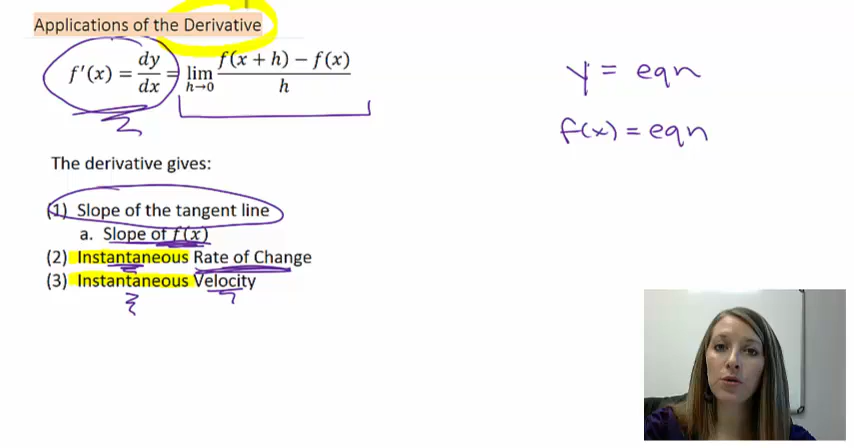 Applications of the Derivative
f'(x) = dy/dx = lim h→0 f(x + h) − f(x) / h
y = eqn
f(x) = eqn
The derivative gives:
(1) Slope of the tangent line
a. Slope of f(x)
(2) Instantaneous Rate of Change
(3) Instantaneous Velocity